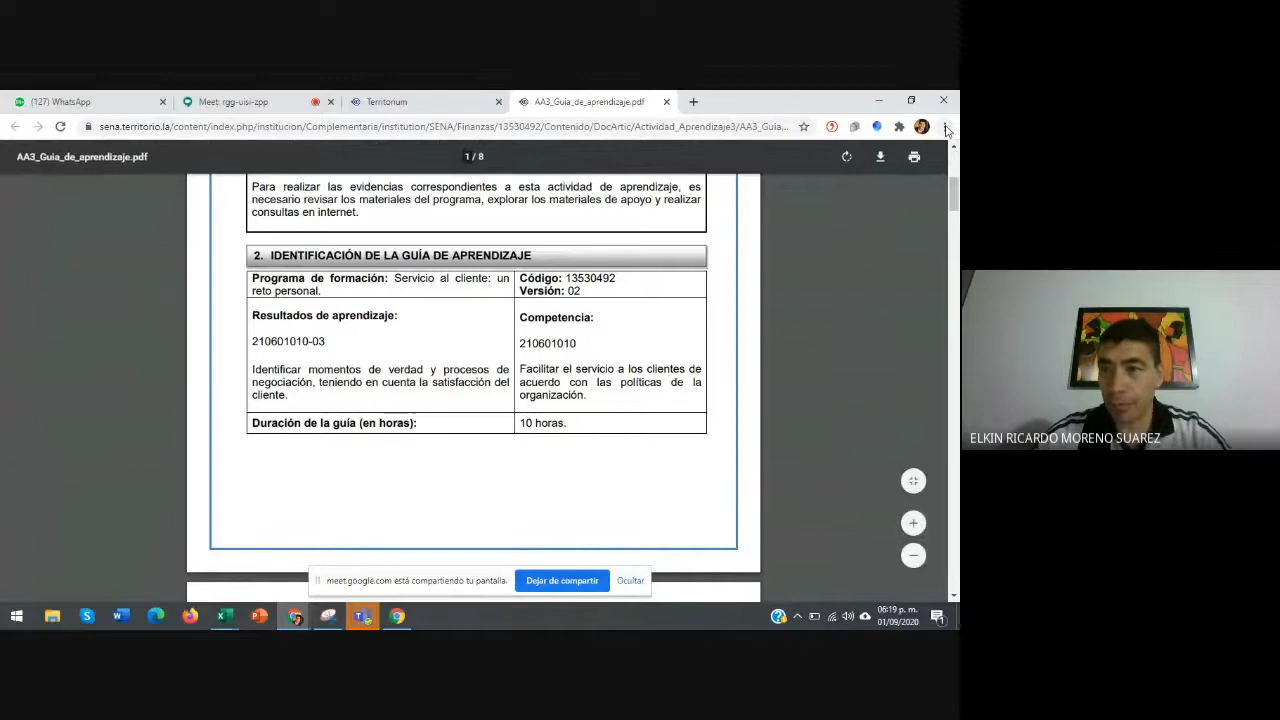 (127) WhatsApp
Meet: rgg-uisi-zpp
Territorium
AA3_Guia_de_aprendizaje.pdf
sena.territorio.la/content/index.php/institucion/Complementaria/institution/SENA/Finanzas/13530492/Contenido/DocArtic/Actividad_Aprendizaje3/AA3_Guia...
AA3_Guia_de_aprendizaje.pdf
1 / 8
Para realizar las evidencias correspondientes a esta actividad de aprendizaje, es
necesario revisar los materiales del programa, explorar los materiales de apoyo y realizar
consultas en internet.
2. IDENTIFICACIÓN DE LA GUÍA DE APRENDIZAJE
Programa de formación: Servicio al cliente: un
reto personal.
Código: 13530492
Versión: 02
Resultados de aprendizaje:
210601010-03
Identificar momentos de verdad y procesos de
negociación, teniendo en cuenta la satisfacción del
cliente.
Competencia:
210601010
Facilitar el servicio a los clientes de
acuerdo con las políticas de la
organización.
Duración de la guía (en horas):
10 horas.
ELKIN RICARDO MORENO SUAREZ
meet.google.com está compartiendo tu pantalla.
Dejar de compartir
Ocultar
06:19 p. m.
01/09/2020